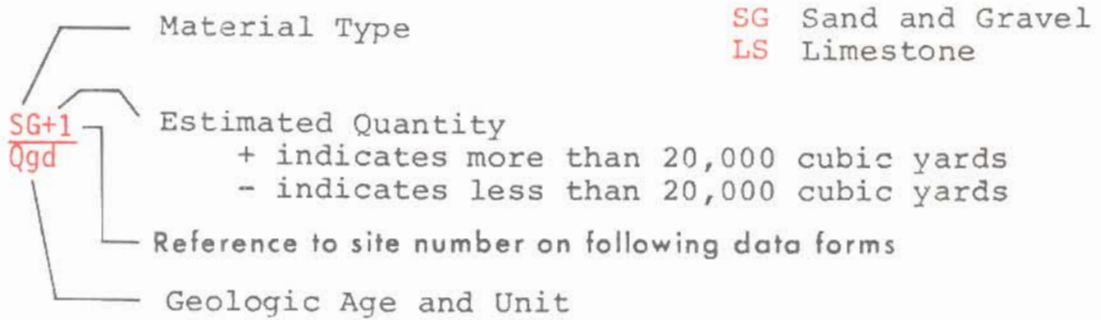 Material Type
SG Sand and Gravel
LS Limestone
SG+1
Qgd
Estimated Quantity
+ indicates more than 20,000 cubic yards
- indicates less than 20,000 cubic yards
Reference to site number on following data forms
Geologic Age and Unit